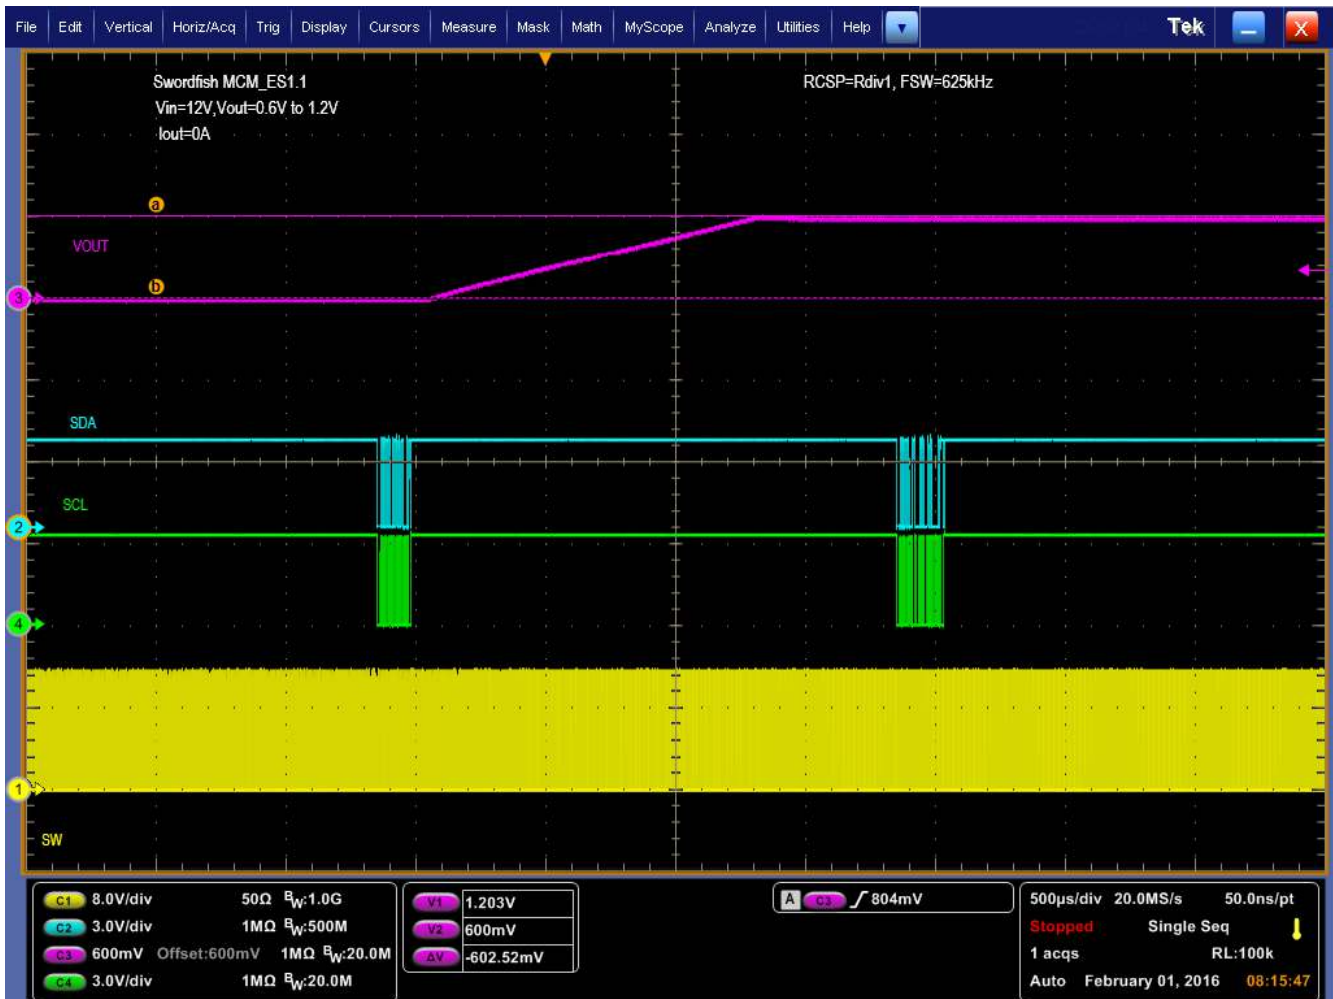 File Edit Vertical Horiz/Acq Trig Display Cursors Measure Mask Math MyScope Analyze Utilities Help Tek X
Swordfish MCM_ES1.1 RCSP=Rdiv1, FSW=625kHz
Vin=12V,Vout=0.6V to 1.2V
Iout=0A
a
VOUT
b
3
SDA
SCL
2
4
1
SW
C1 8.0V/div 50Ω BW:1.0G
C2 3.0V/div 1MΩ BW:500M
C3 600mV Offset:600mV 1MΩ BW:20.0M
C4 3.0V/div 1MΩ BW:20.0M
V1 1.203V
V2 600mV
ΔV -602.52mV
A C3 804mV
500µs/div 20.0MS/s 50.0ns/pt
Stopped Single Seq
1 acqs RL:100k
Auto February 01, 2016 08:15:47